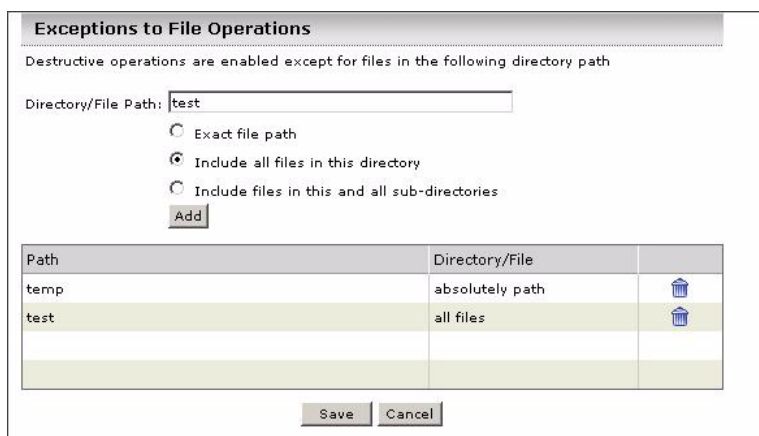 Exceptions to File Operations
Destructive operations are enabled except for files in the following directory path
Directory/File Path: test
Exact file path
Include all files in this directory
Include files in this and all sub-directories
Add
Path Directory/File
temp absolutely path
test all files
Save Cancel